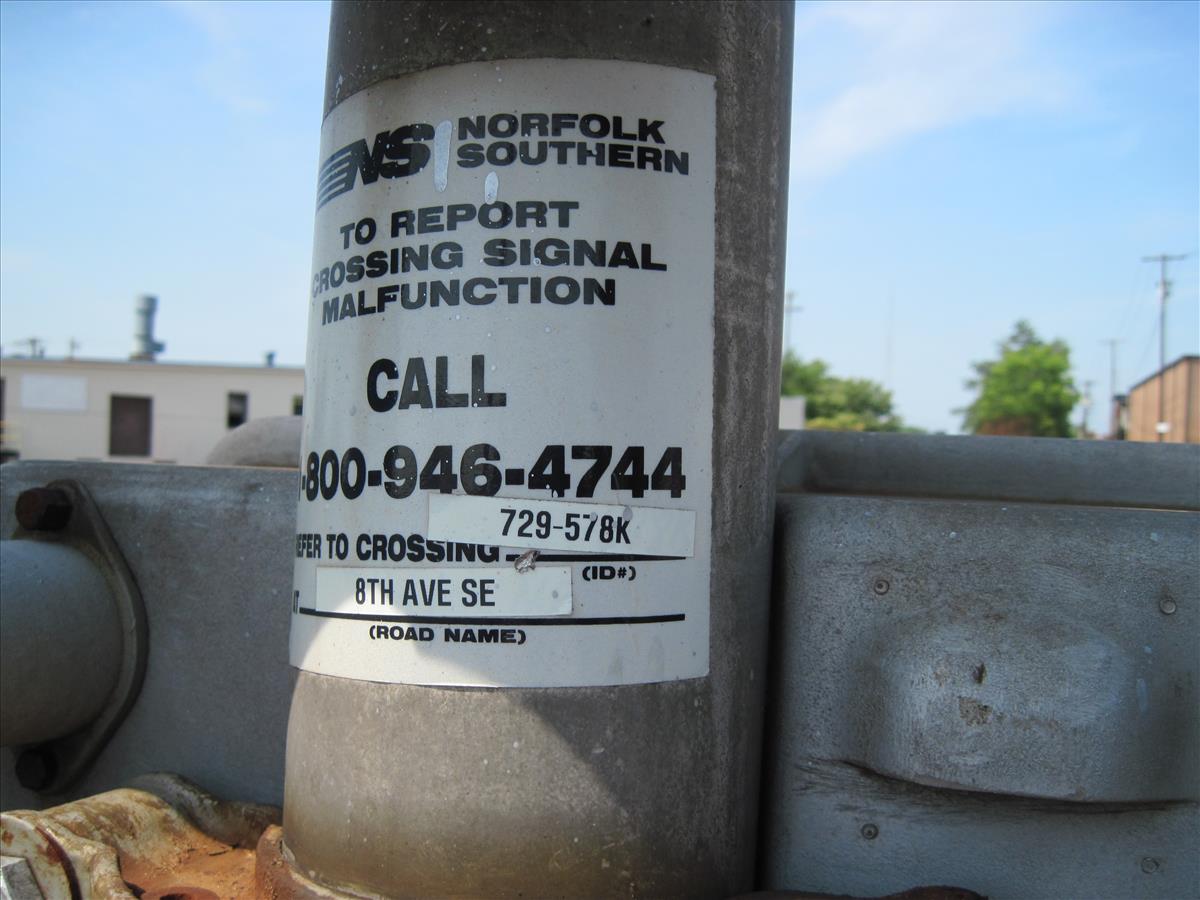 NS NORFOLK
SOUTHERN
TO REPORT
CROSSING SIGNAL
MALFUNCTION
CALL
-800-946-4744
729-578K
EFER TO CROSSING
(ID#)
8TH AVE SE
T
(ROAD NAME)